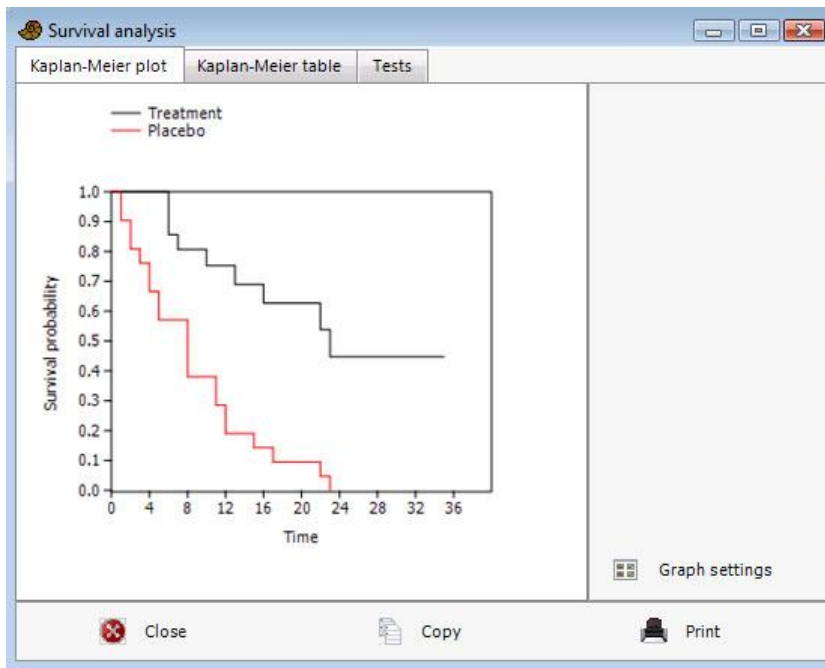 Survival analysis
Kaplan-Meier plot Kaplan-Meier table Tests
Treatment
Placebo
1.0
0.9
0.8
0.7
0.6
0.5
0.4
0.3
0.2
0.1
0.0
Survival probability
0 4 8 12 16 20 24 28 32 36
Time
Graph settings
Close Copy Print